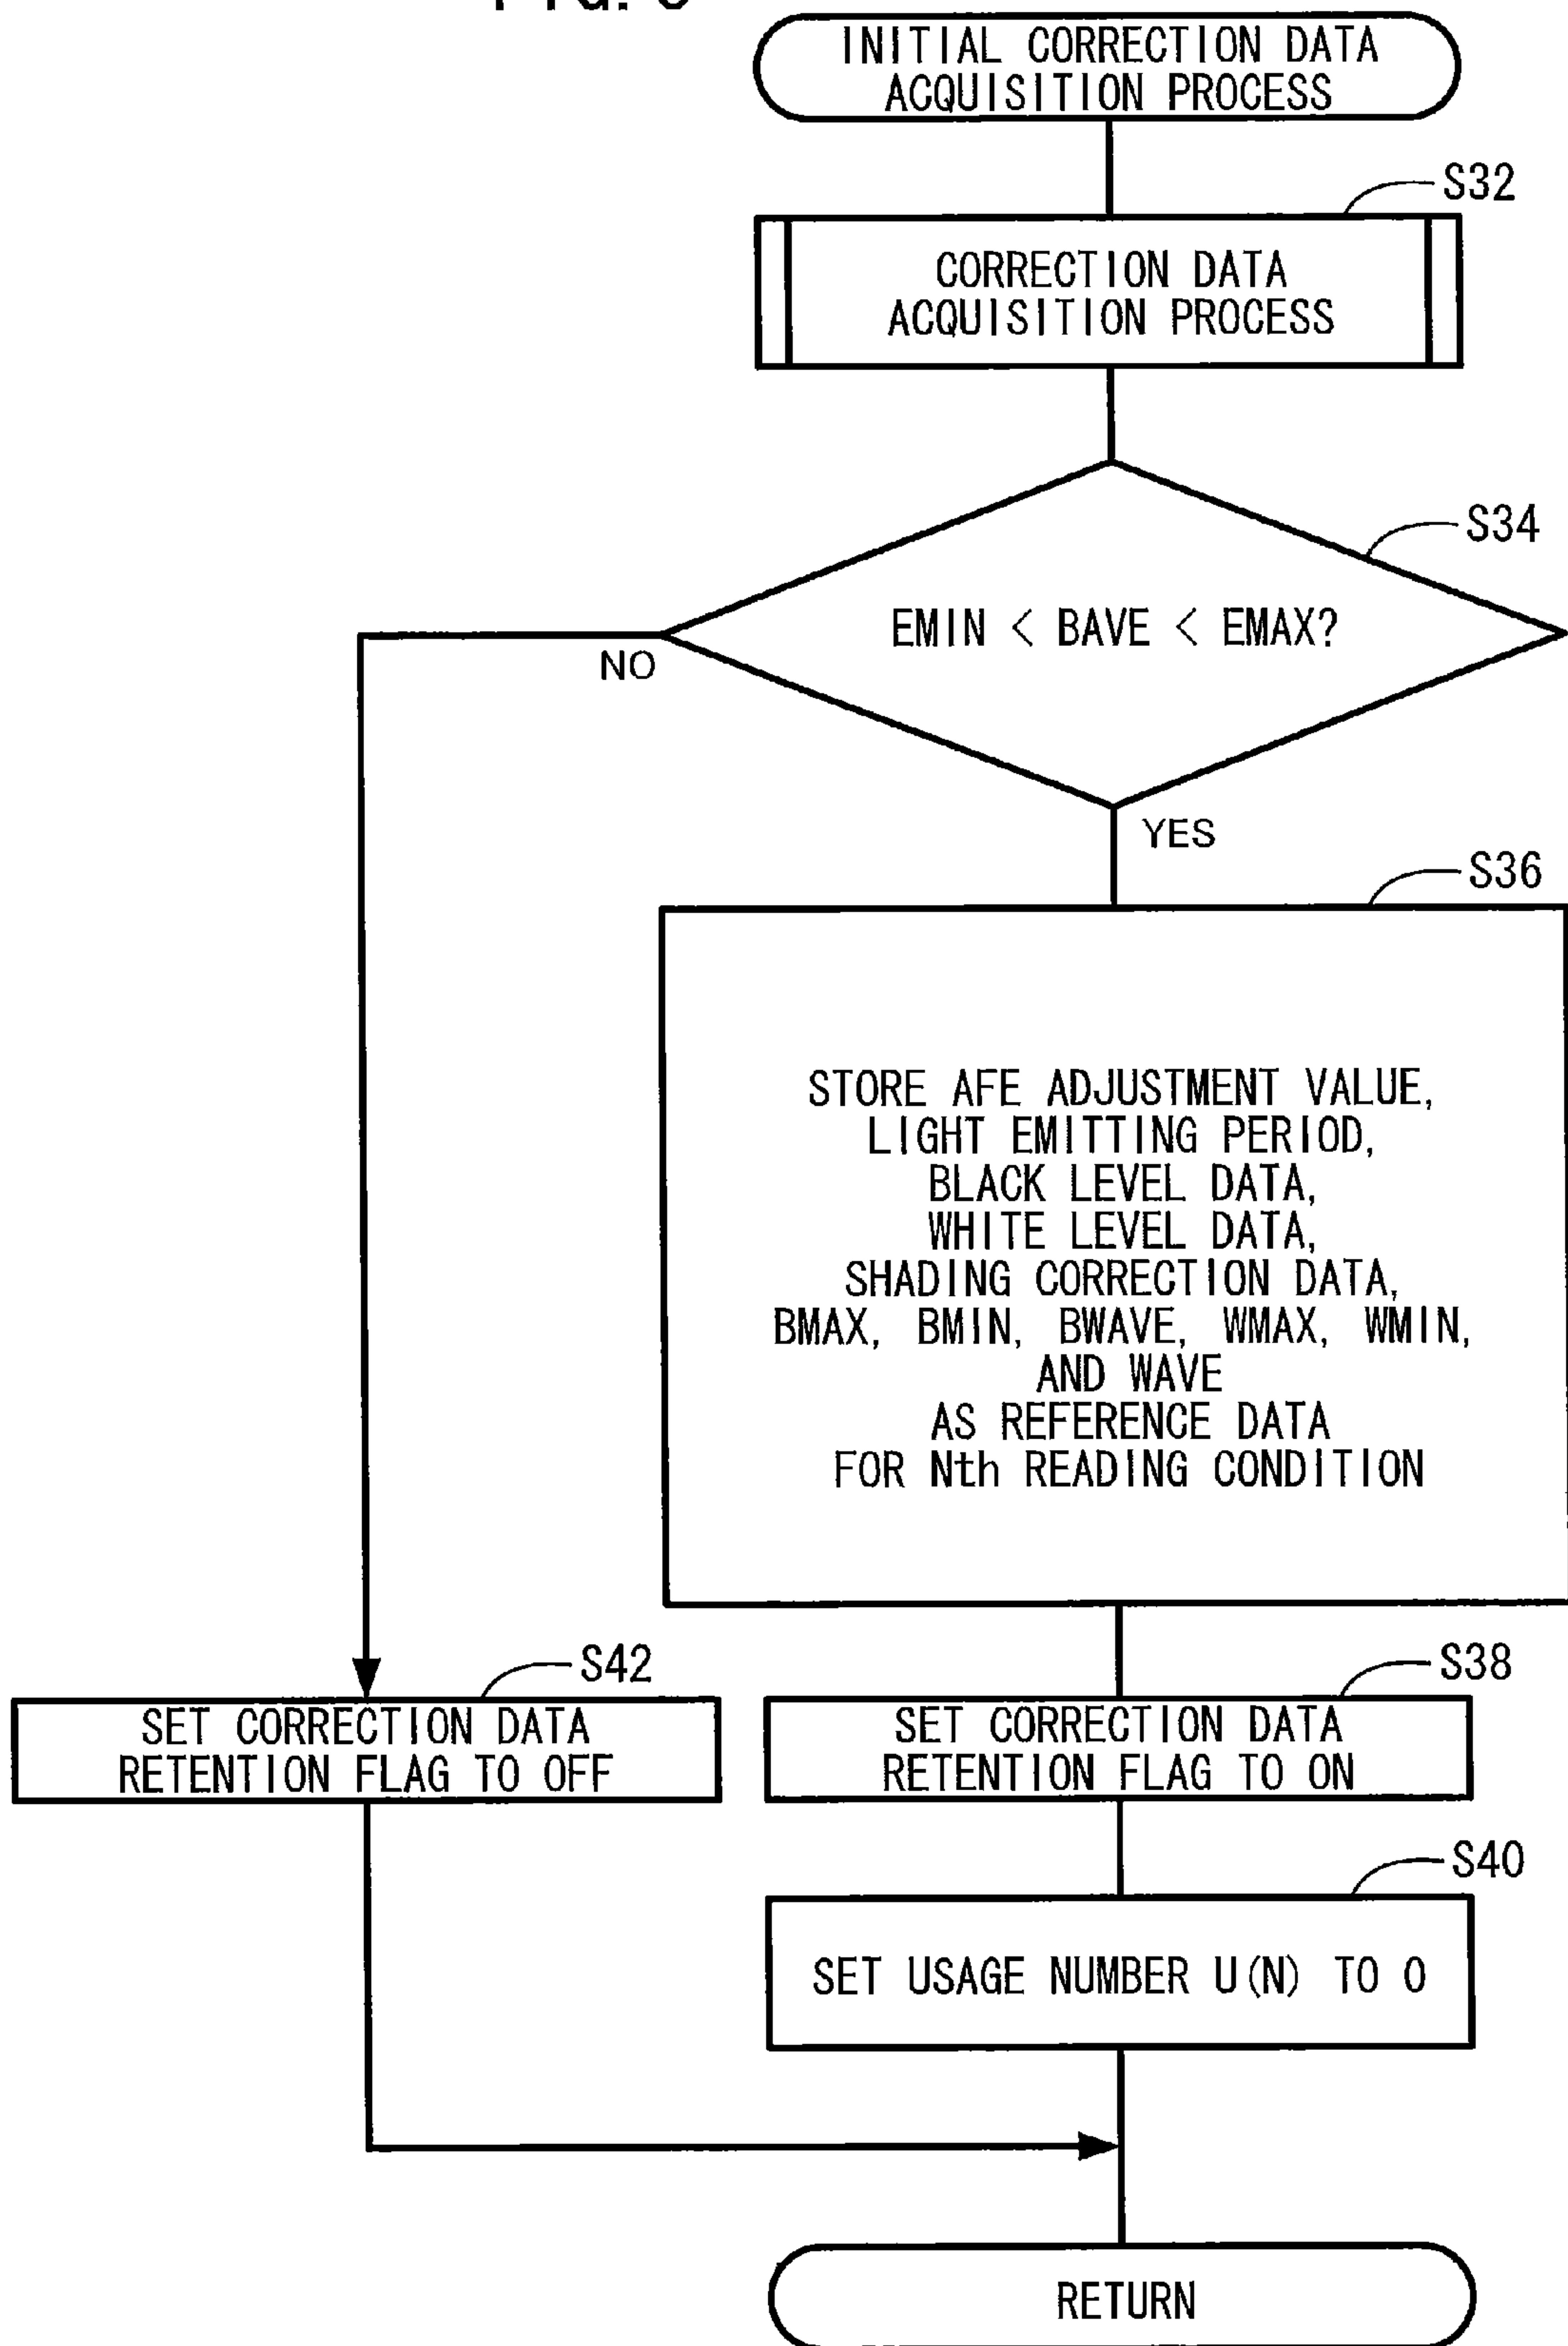 INITIAL CORRECTION DATA
ACQUISITION PROCESS
S32
CORRECTION DATA
ACQUISITION PROCESS
S34
EMIN < BAVE < EMAX?
NO
YES
S36
STORE AFE ADJUSTMENT VALUE,
LIGHT EMITTING PERIOD,
BLACK LEVEL DATA,
WHITE LEVEL DATA,
SHADING CORRECTION DATA,
BMAX, BMIN, BWAVE, WMAX, WMIN,
AND WAVE
AS REFERENCE DATA
FOR Nth READING CONDITION
S42
SET CORRECTION DATA
RETENTION FLAG TO OFF
S38
SET CORRECTION DATA
RETENTION FLAG TO ON
S40
SET USAGE NUMBER U(N) TO 0
RETURN